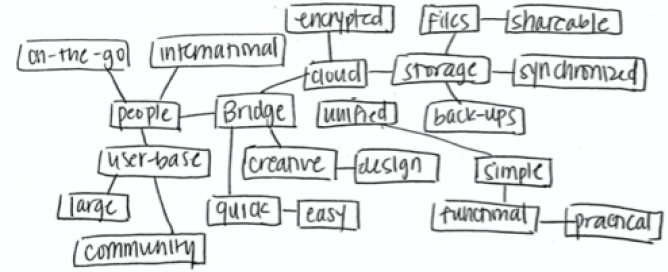 encrypted
files
shareable
on-the-go
international
cloud
storage
synchronized
people
Bridge
unified
back-ups
user-base
creative
design
simple
large
quick
easy
functional
practical
community